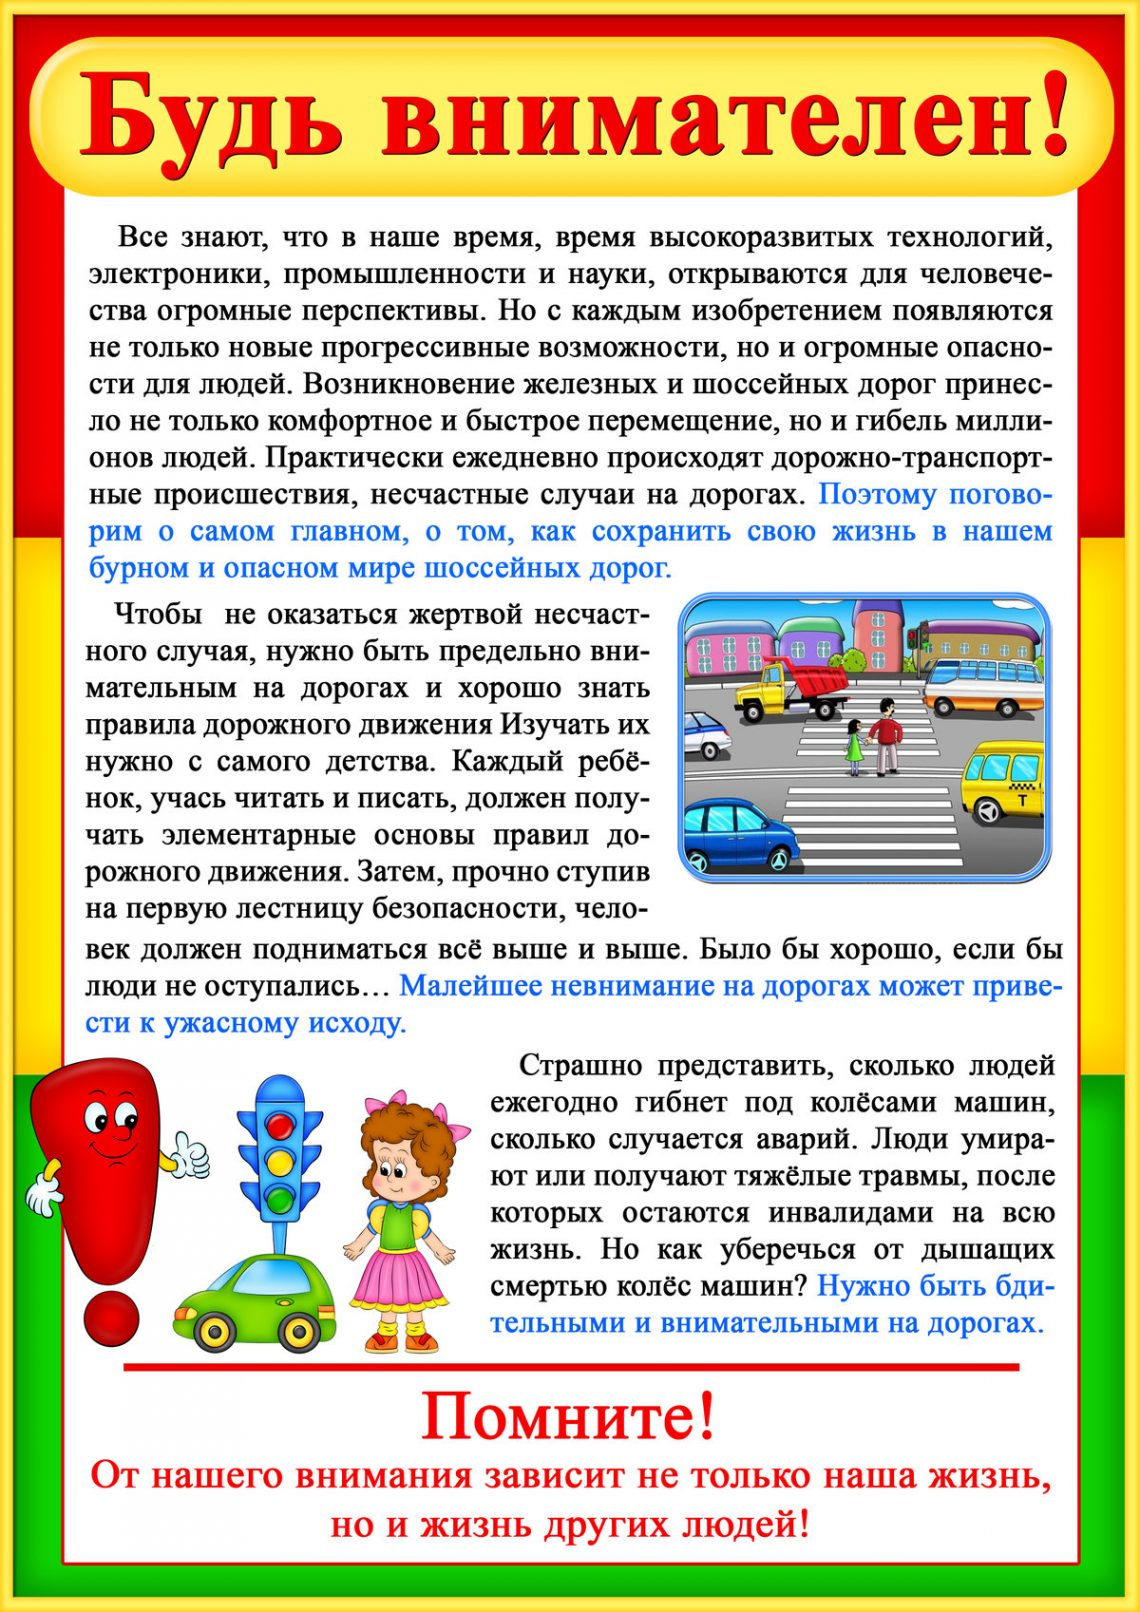 Будь внимателен!
Все знают, что в наше время, время высокоразвитых технологий,
электроники, промышленности и науки, открываются для человече-
ства огромные перспективы. Но с каждым изобретением появляются
не только новые прогрессивные возможности, но и огромные опасно-
сти для людей. Возникновение железных и шоссейных дорог принес-
ло не только комфортное и быстрое перемещение, но и гибель милли-
онов людей. Практически ежедневно происходят дорожно-транспорт-
ные происшествия, несчастные случаи на дорогах. Поэтому погово-
рим о самом главном, о том, как сохранить свою жизнь в нашем
бурном и опасном мире шоссейных дорог.
Чтобы не оказаться жертвой несчаст-
ного случая, нужно быть предельно вни-
мательным на дорогах и хорошо знать
правила дорожного движения Изучать их
нужно с самого детства. Каждый ребё-
нок, учась читать и писать, должен полу-
чать элементарные основы правил до-
рожного движения. Затем, прочно ступив
на первую лестницу безопасности, чело-
век должен подниматься всё выше и выше. Было бы хорошо, если бы
люди не оступались… Малейшее невнимание на дорогах может приве-
сти к ужасному исходу.
Т
Страшно представить, сколько людей
ежегодно гибнет под колёсами машин,
сколько случается аварий. Люди умира-
ют или получают тяжёлые травмы, после
которых остаются инвалидами на всю
жизнь. Но как уберечься от дышащих
смертью колёс машин? Нужно быть бди-
тельными и внимательными на дорогах.
Помните!
От нашего внимания зависит не только наша жизнь,
но и жизнь других людей!